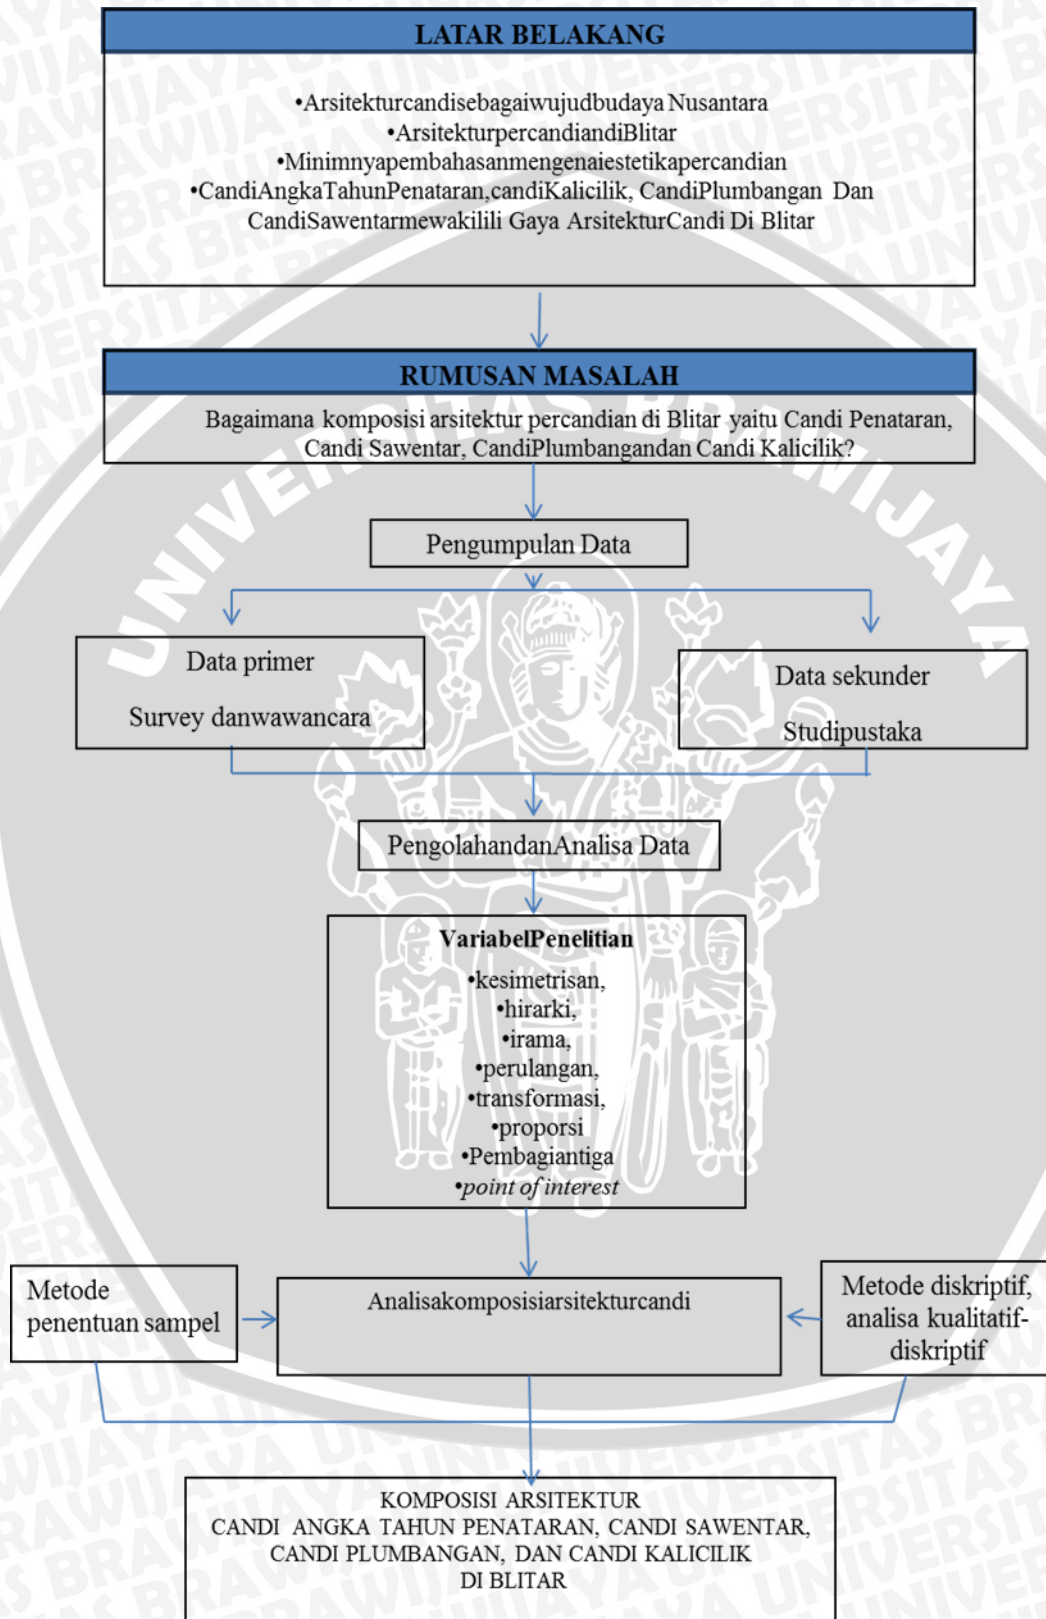 LATAR BELAKANG
•Arsitekturcandisebagaiwujudbudaya Nusantara
•ArsitekturpercandiandiBlitar
•Minimnyapembahasanmengenaiestetikapercandian
•CandiAngkaTahunPenataran,candiKalicilik, CandiPlumbangan Dan
CandiSawentarmewakilili Gaya ArsitekturCandi Di Blitar
RUMUSAN MASALAH
Bagaimana komposisi arsitektur percandian di Blitar yaitu Candi Penataran,
Candi Sawentar, CandiPlumbangandan Candi Kalicilik?
UNIVERSITAS BRAWIJAYA
Pengumpulan Data
Data primer
Survey danwawancara
Data sekunder
Studipustaka
PengolahandanAnalisa Data
VariabelPenelitian
•kesimetrisan,
•hirarki,
•irama,
•perulangan,
•transformasi,
•proporsi
•Pembagiantiga
•point of interest
Metode
penentuan sampel
Analisakomposisiarsitekturcandi
Metode diskriptif,
analisa kualitatif-
diskriptif
KOMPOSISI ARSITEKTUR
CANDI ANGKA TAHUN PENATARAN, CANDI SAWENTAR,
CANDI PLUMBANGAN, DAN CANDI KALICILIK
DI BLITAR